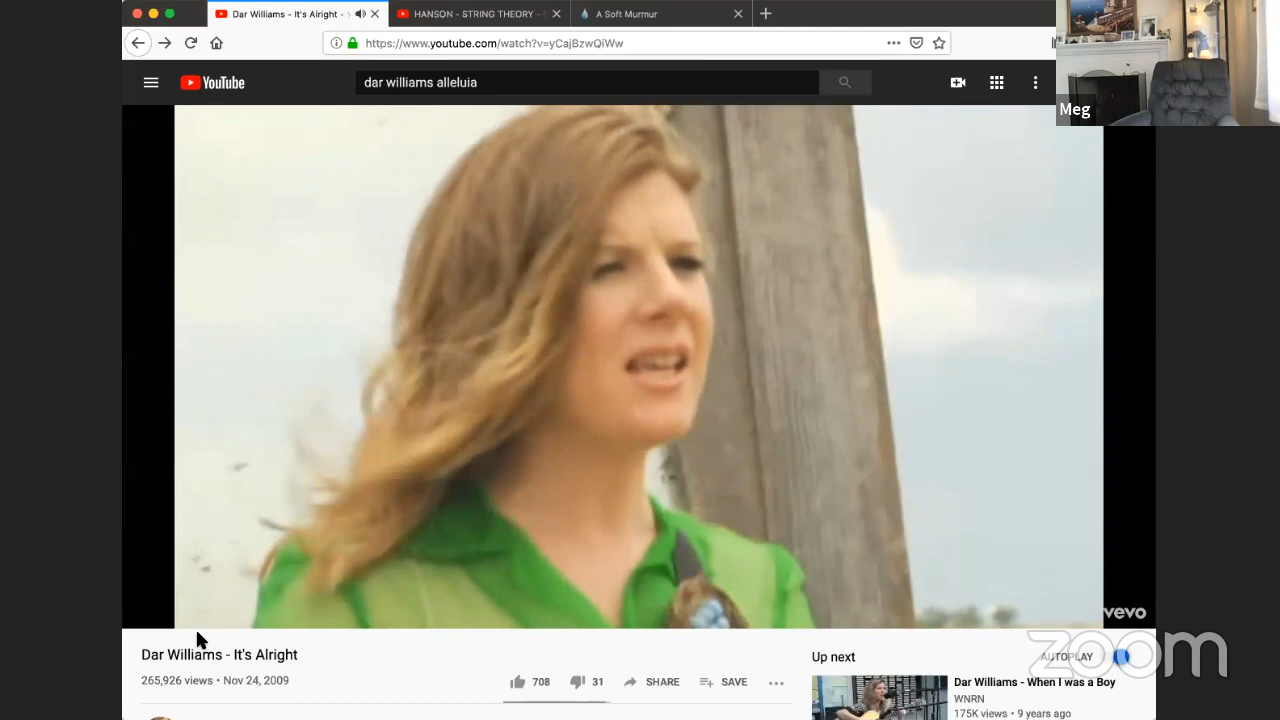 Dar Williams - It's Alright -
HANSON - STRING THEORY -
A Soft Murmur
https://www.youtube.com/watch?v=yCajBzwQiWw
YouTube
dar williams alleluia
Meg
vevo
Dar Williams - It's Alright
265,926 views • Nov 24, 2009
708
31
SHARE
SAVE
Up next
AUTOPLAY
zoom
Dar Williams - When I was a Boy
WNRN
175K views • 9 years ago